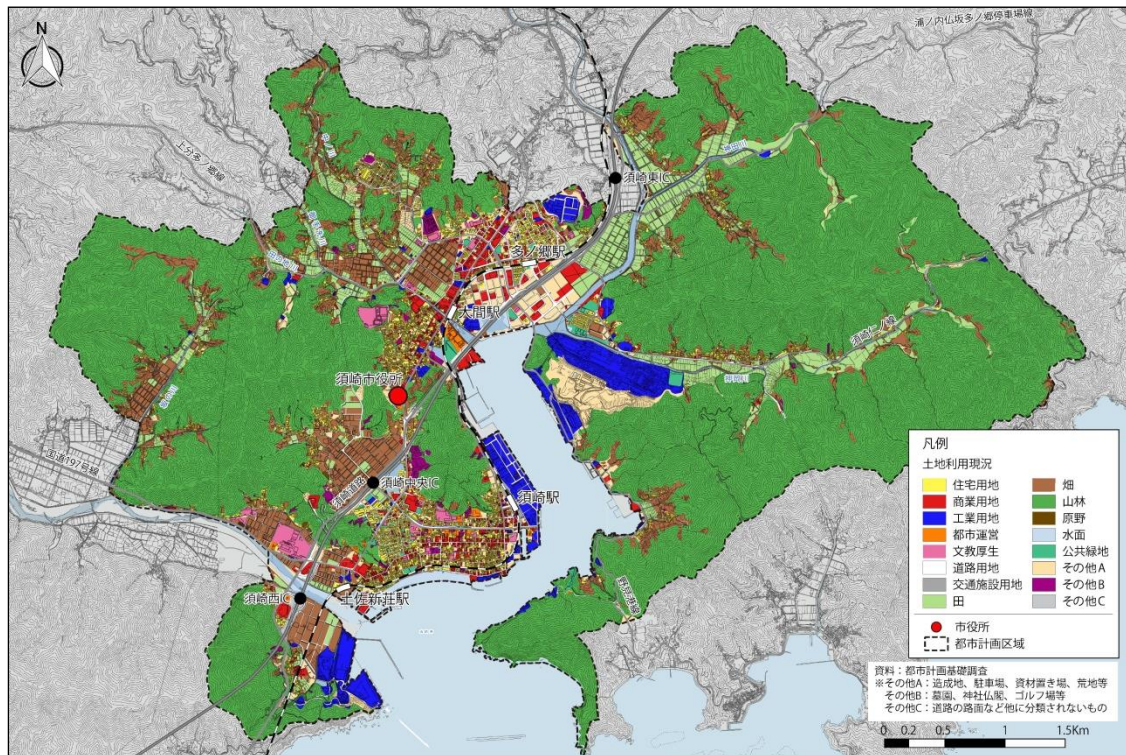 N
浦ノ内仏坂多ノ郷停車場線
須崎東IC
多ノ郷駅
大間駅
須崎仁ノ線
須崎市役所
国道197号線
須崎道路
須崎中央IC
須崎駅
土佐新荘駅
須崎西IC
凡例
土地利用現況
住宅用地
商業用地
工業用地
都市運営
文教厚生
道路用地
交通施設用地
田
畑
山林
原野
水面
公共緑地
その他A
その他B
その他C
市役所
都市計画区域
資料：都市計画基礎調査
※その他A：造成地、駐車場、資材置き場、荒地等
その他B：墓園、神社仏閣、ゴルフ場等
その他C：道路の路面など他に分類されないもの
0 0.2 0.5 1 1.5Km